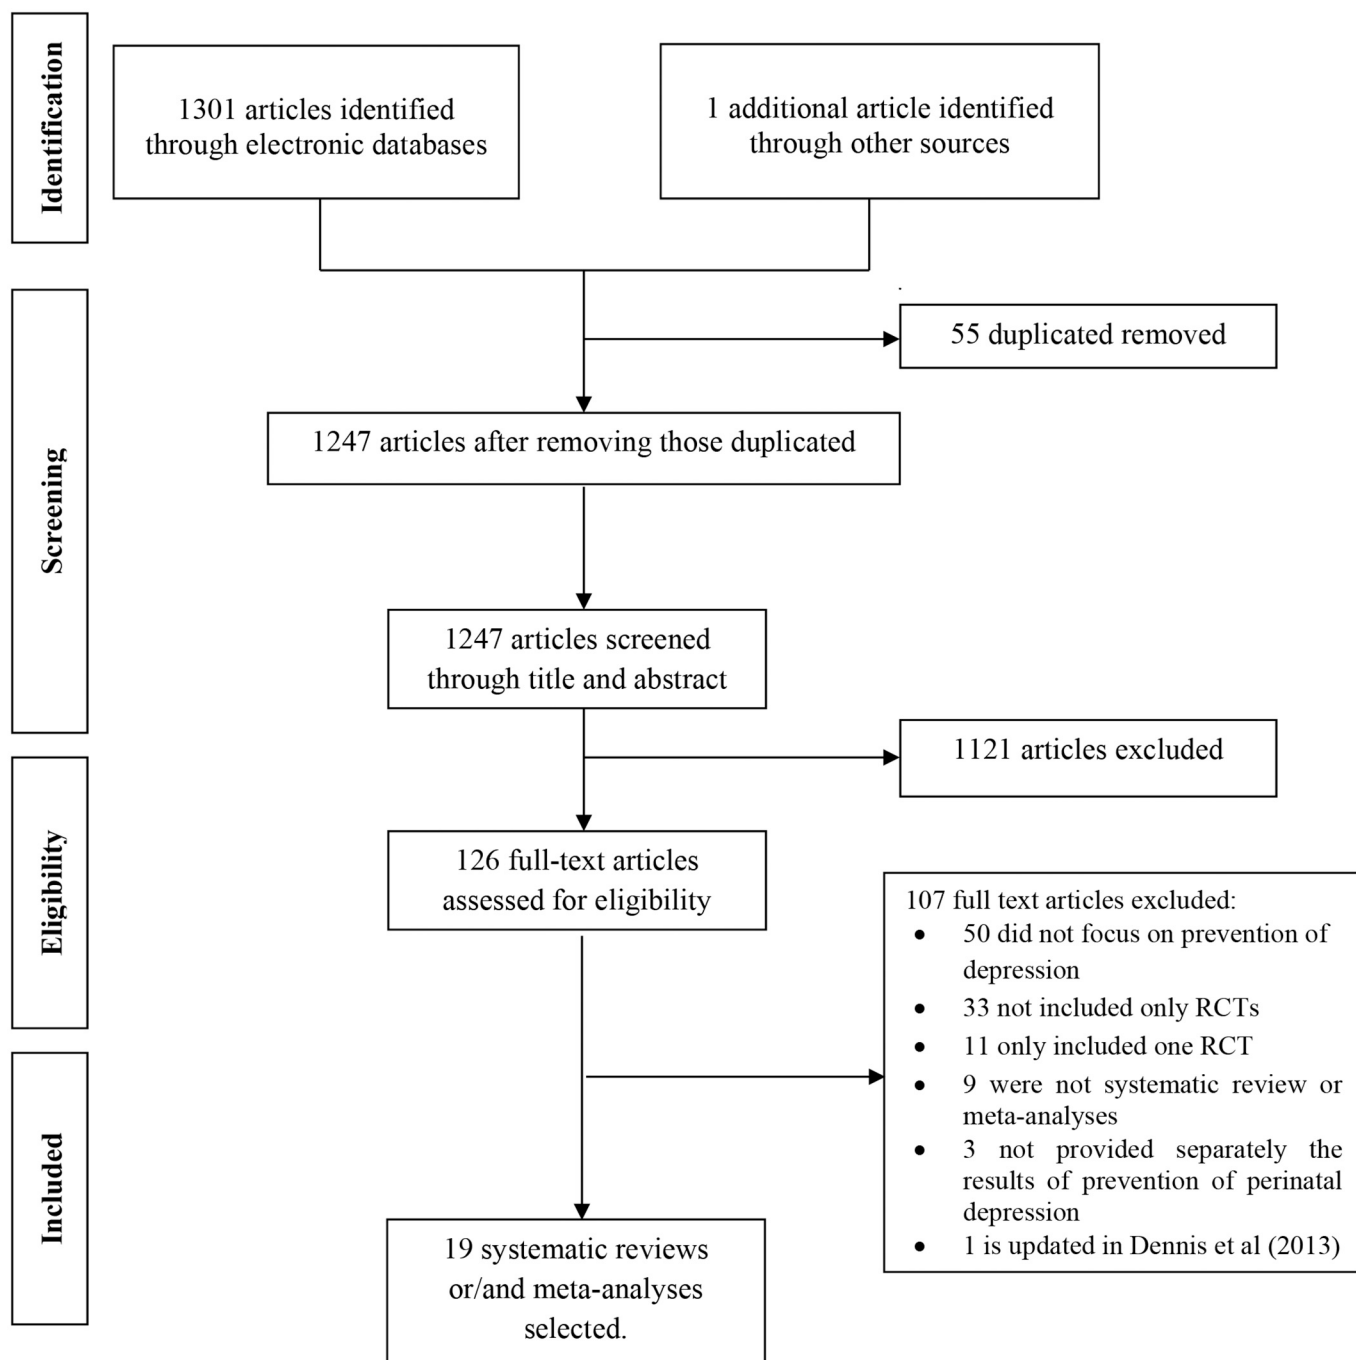 Identification
1301 articles identified
through electronic databases
1 additional article identified
through other sources
Screening
55 duplicated removed
1247 articles after removing those duplicated
1247 articles screened
through title and abstract
1121 articles excluded
Eligibility
126 full-text articles
assessed for eligibility
107 full text articles excluded:
• 50 did not focus on prevention of
depression
• 33 not included only RCTs
• 11 only included one RCT
• 9 were not systematic review or
meta-analyses
• 3 not provided separately the
results of prevention of perinatal
depression
• 1 is updated in Dennis et al (2013)
Included
19 systematic reviews
or/and meta-analyses
selected.